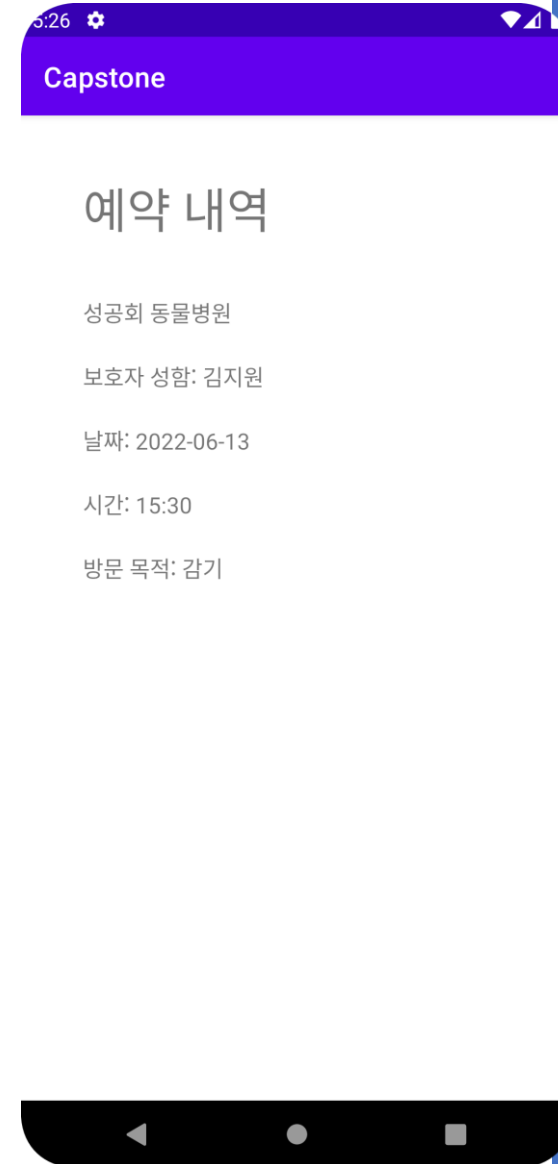 5:26
Capstone
예약 내역
성공회 동물병원
보호자 성함: 김지원
날짜: 2022-06-13
시간: 15:30
방문 목적: 감기